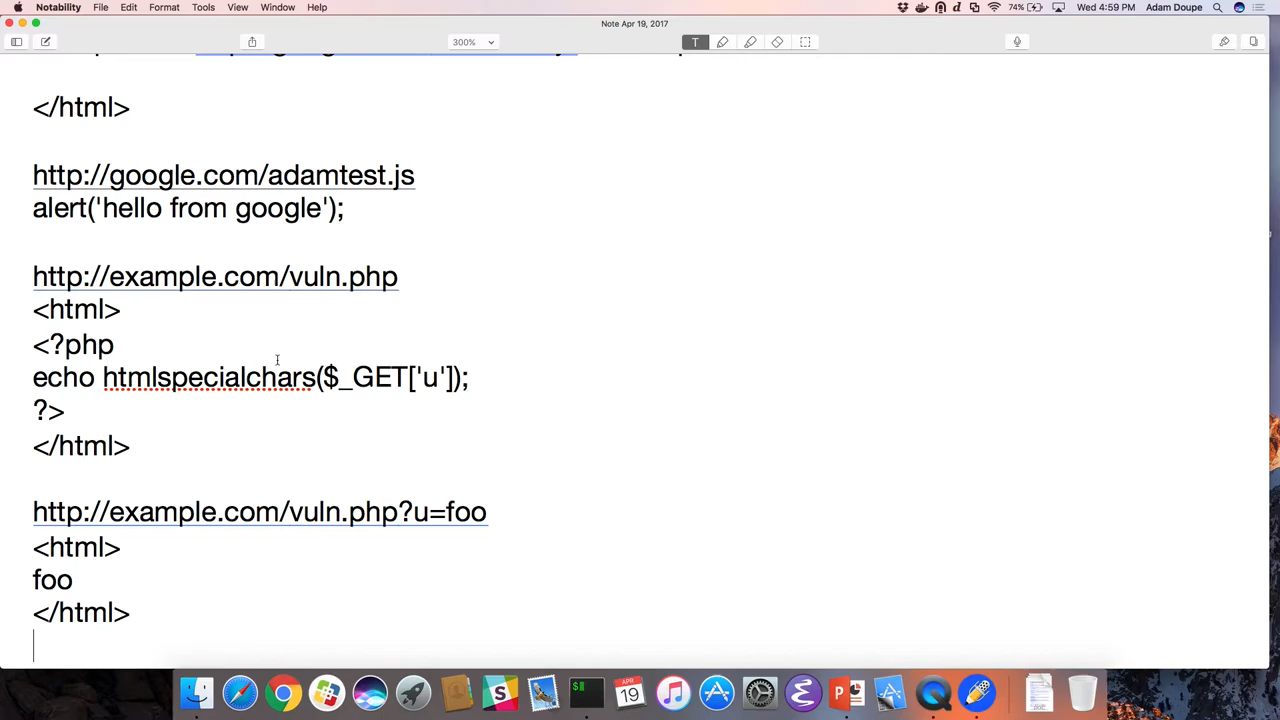 Notability File Edit Format Tools View Window Help 74% Wed 4:59 PM Adam Doupe
Note Apr 19, 2017
300% T
</html>
http://google.com/adamtest.js
alert('hello from google');
http://example.com/vuln.php
<html>
<?php
echo htmlspecialchars($_GET['u']);
?>
</html>
http://example.com/vuln.php?u=foo
<html>
foo
</html>
APR
19